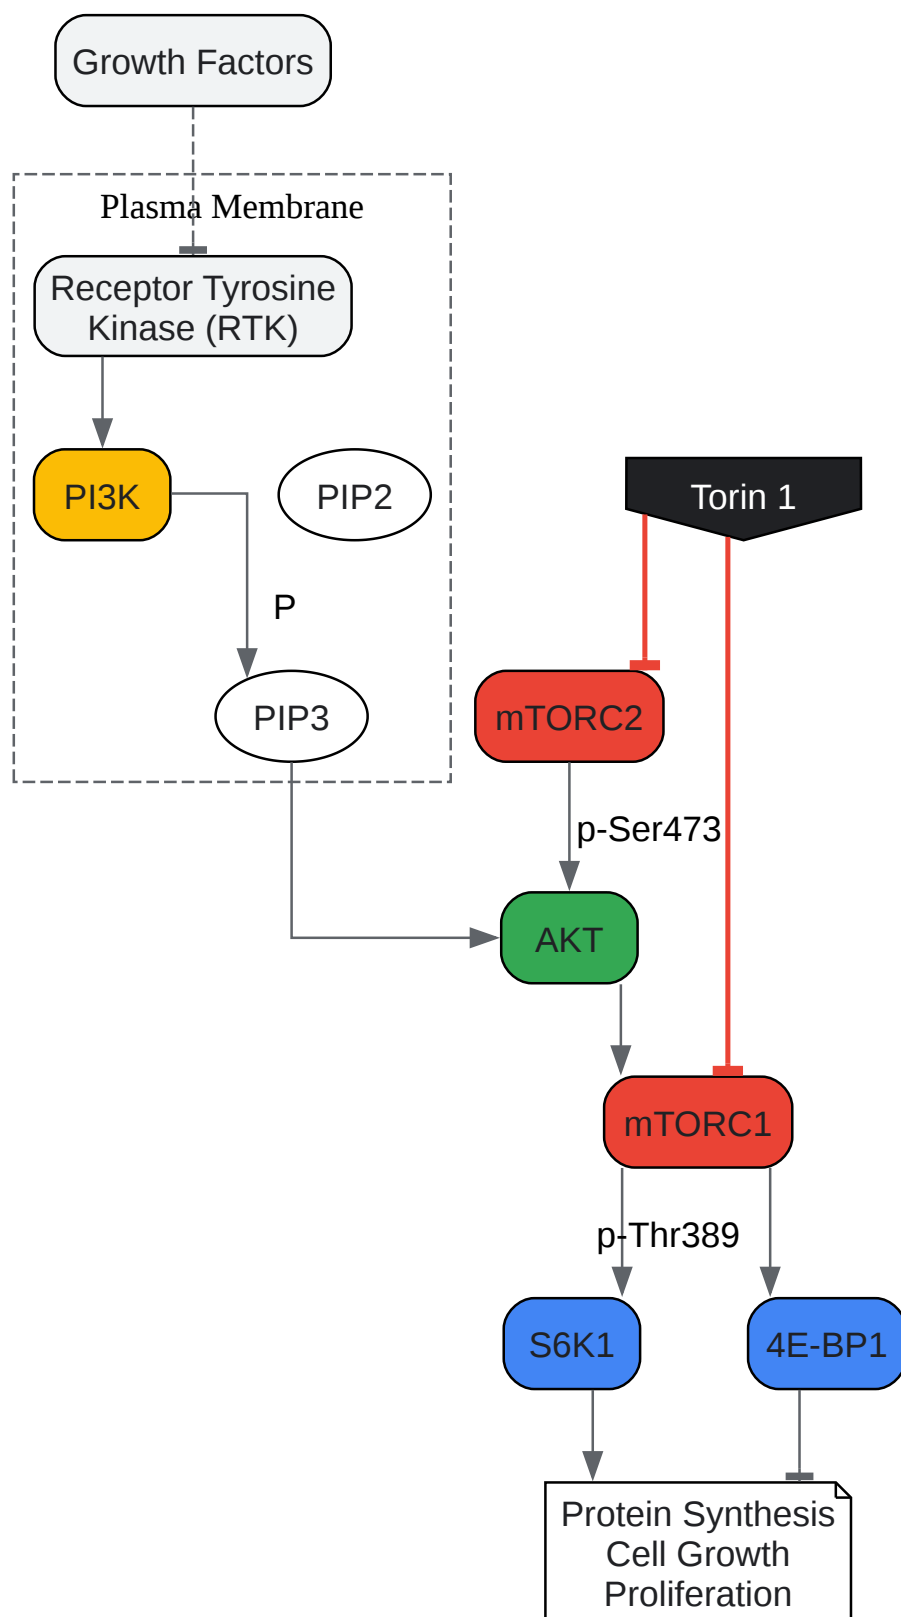 Growth Factors
Plasma Membrane
Receptor Tyrosine
Kinase (RTK)
PI3K
PIP2
Torin 1
P
PIP3
mTORC2
p-Ser473
AKT
mTORC1
p-Thr389
S6K1
4E-BP1
Protein Synthesis
Cell Growth
Proliferation